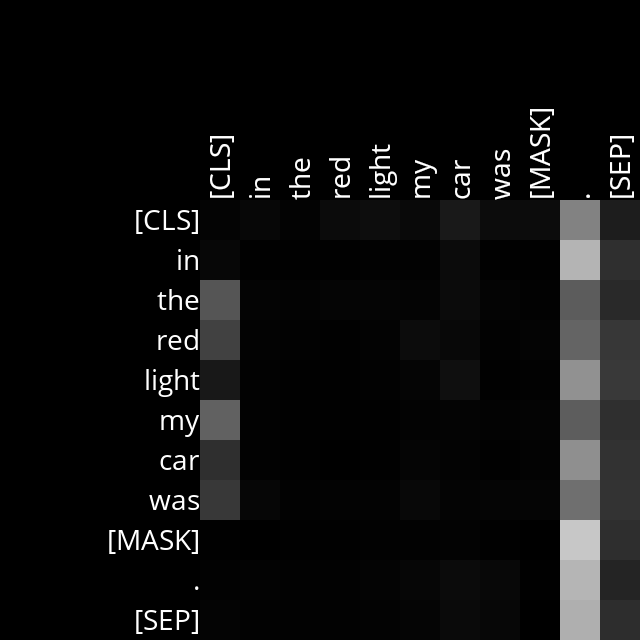 [CLS] in the red light my car was [MASK] . [SEP]
[CLS]
in
the
red
light
my
car
was
[MASK]
.
[SEP]